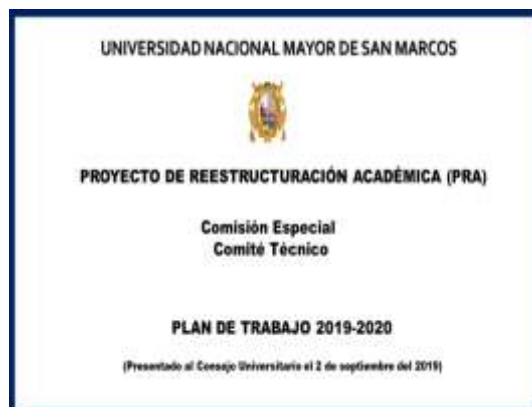 UNIVERSIDAD NACIONAL MAYOR DE SAN MARCOS
PROYECTO DE REESTRUCTURACIÓN ACADÉMICA (PRA)
Comisión Especial
Comité Técnico
PLAN DE TRABAJO 2019-2020
(Presentado al Consejo Universitario el 2 de septiembre del 2019)